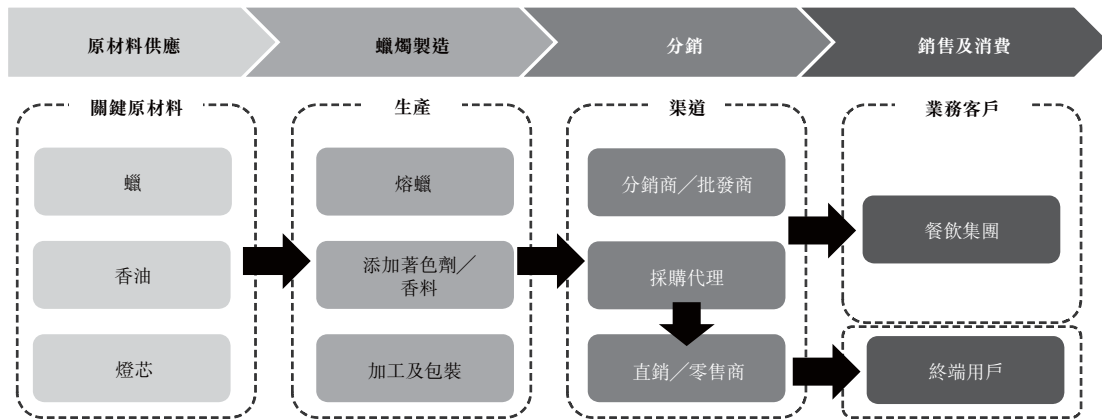 原材料供應
蠟燭製造
分銷
銷售及消費
關鍵原材料
生產
渠道
業務客戶
蠟
熔蠟
分銷商／批發商
餐飲集團
香油
添加著色劑／
香料
採購代理
燈芯
加工及包裝
直銷／零售商
終端用戶